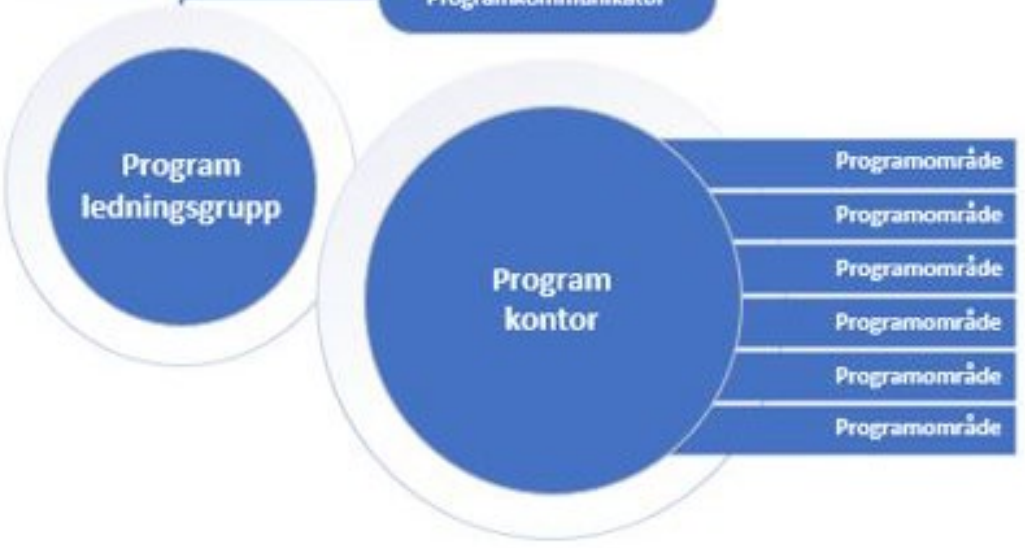 Programkommunikatör
Program
ledningsgrupp
Program
kontor
Programområde
Programområde
Programområde
Programområde
Programområde
Programområde